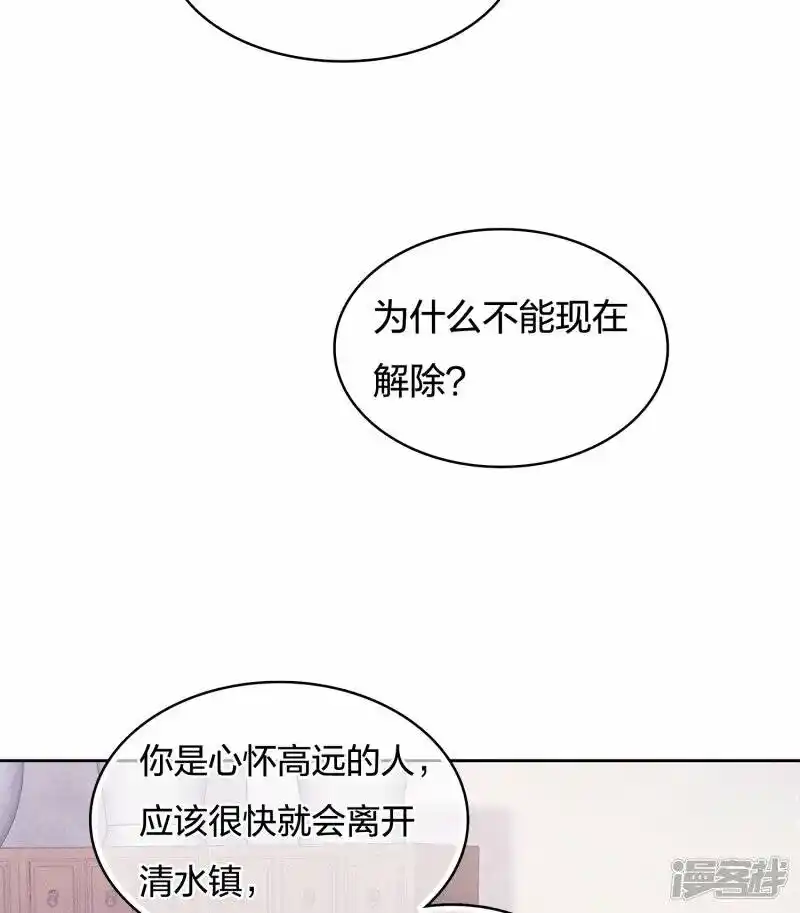 为什么不能现在
解除？
你是心怀高远的人，
应该很快就会离开
清水镇，
漫客栈